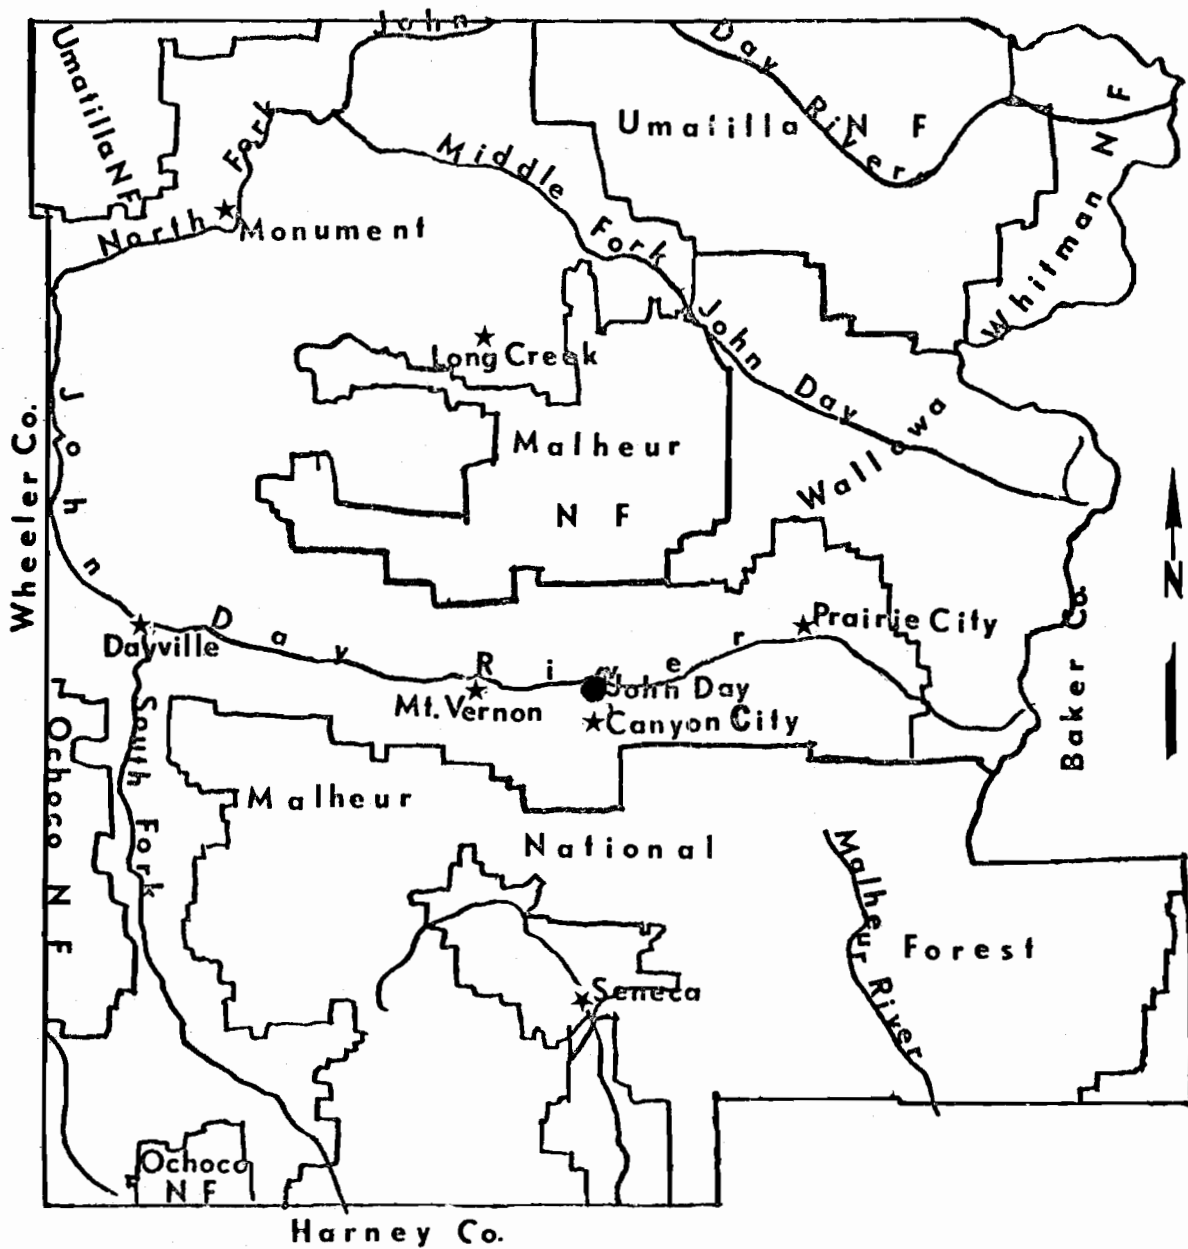 John
Day
River
Umatilla N F
Umatilla N F
Whitman N F
North Fork
Middle Fork
John Day
Monument
Long Creek
Malheur
N F
Wallowa
Wheeler Co.
John Day River
N
Dayville
Prairie City
John Day
Mt. Vernon
Canyon City
Baker Co.
Ochoco N F
South Fork
Malheur
National
Forest
Malheur River
Seneca
Ochoco
N F
Harney Co.